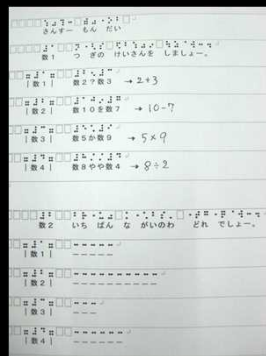 さんすー もん だい
数1 つ ぎの けいさんを しましょー。
| 数1 | 数2?数3 → 2+3
| 数2 | 数10を数7 → 10-7
| 数3 | 数5か数9 → 5×9
| 数4 | 数8やや数4 → 8÷2
数2 いち ばん な がいのわ どれ でしょー。
| 数1 |
| 数2 |
| 数3 |
| 数4 |